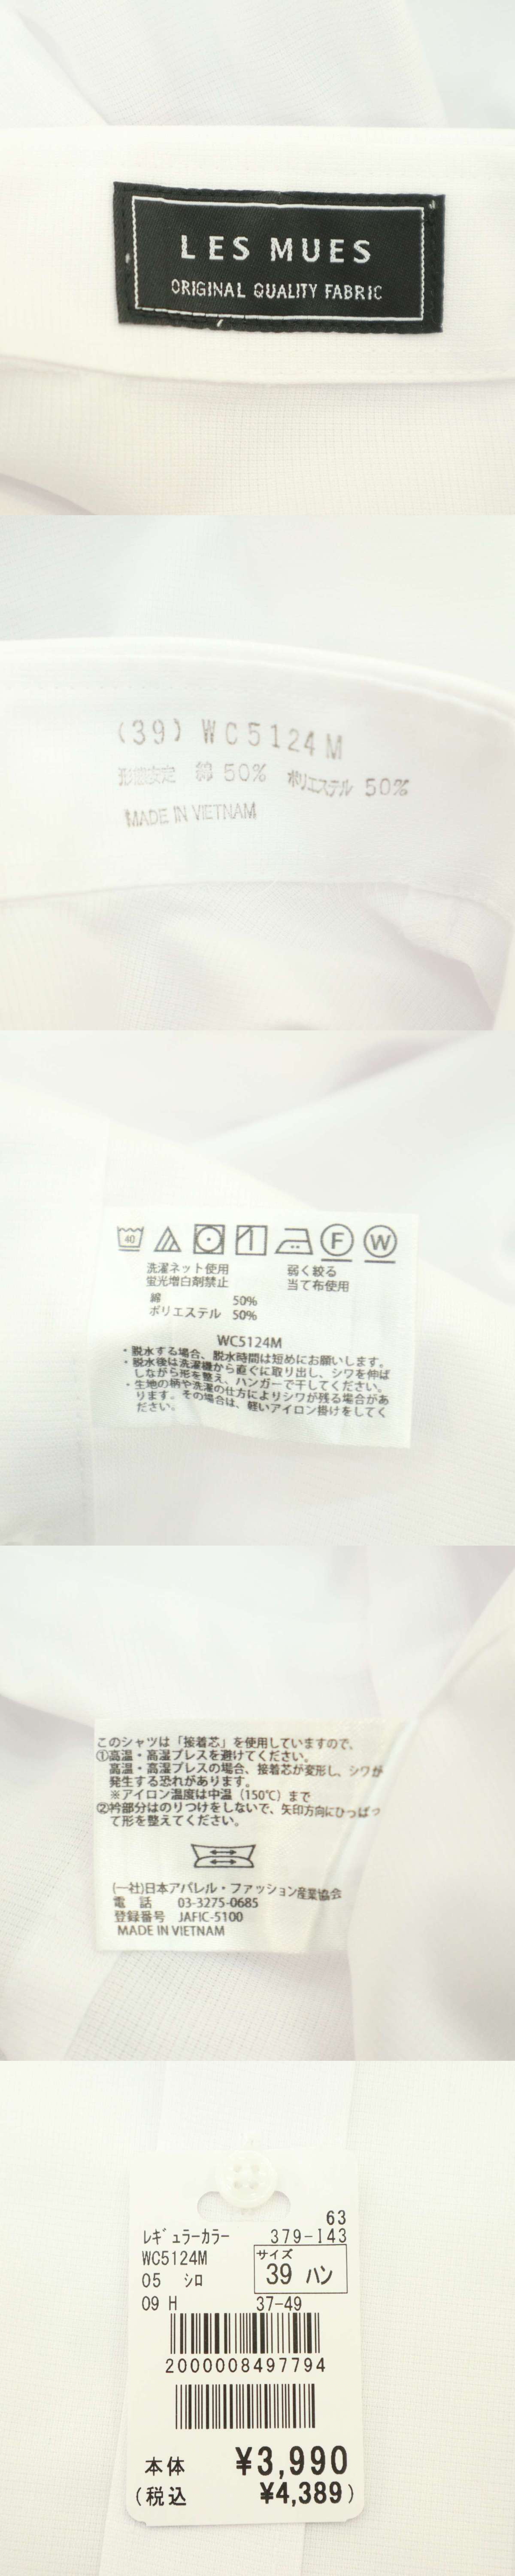 LES MUES
ORIGINAL QUALITY FABRIC
(39) WC5124M
形態安定 綿 50% ポリエステル 50%
MADE IN VIETNAM
40 F W
洗濯ネット使用 弱く絞る
蛍光増白剤禁止 当て布使用
綿 50%
ポリエステル 50%
WC5124M
・脱水する場合、脱水時間は短めにお願いします。
・脱水後は洗濯機から直ぐに取り出し、シワを伸ば
しながら形を整え、ハンガーで干してください。
・生地の柄や洗濯の仕方によりシワが残る場合があ
ります。その場合は、軽いアイロン掛けをしてく
ださい。
このシャツは「接着芯」を使用していますので、
①高温・高湿プレスを避けてください。
高温・高湿プレスの場合、接着芯が変形し、シワが
発生する恐れがあります。
※アイロン温度は中温（150℃）まで
②衿部分はのりつけをしないで、矢印方向にひっぱっ
て形を整えてください。
(一社)日本アパレル・ファッション産業協会
電 話 03-3275-0685
登録番号 JAFIC-5100
MADE IN VIETNAM
63
レギュラーカラー 379-143
WC5124M サイズ
05 シロ 39 ハン
09 H 37-49
2000008497794
本体 ¥3,990
(税込 ¥4,389)